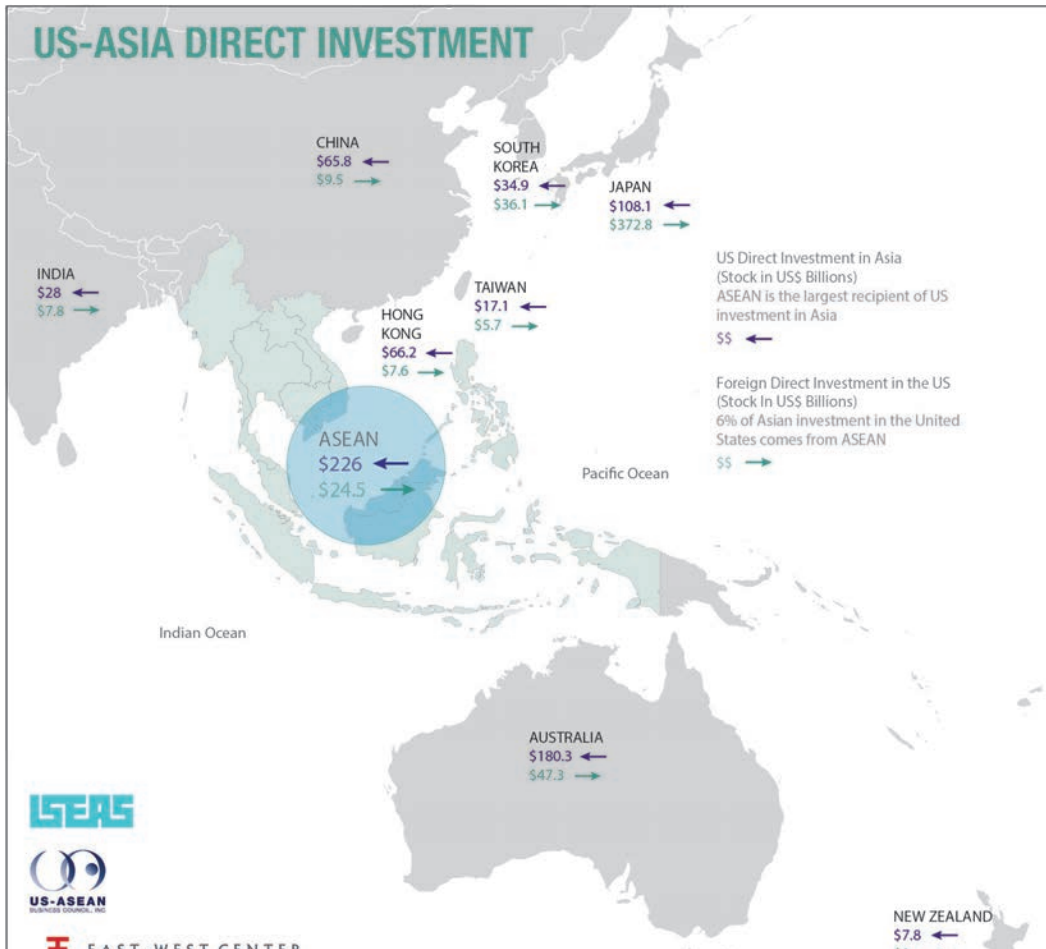 US-ASIA DIRECT INVESTMENT
CHINA
$65.8 ←
$9.5 →
SOUTH
KOREA
$34.9 ←
$36.1 →
JAPAN
$108.1 ←
$372.8 →
INDIA
$28 ←
$7.8 →
TAIWAN
$17.1 ←
$5.7 →
HONG
KONG
$66.2 ←
$7.6 →
US Direct Investment in Asia
(Stock in US$ Billions)
ASEAN is the largest recipient of US
investment in Asia
$$ ←
Foreign Direct Investment in the US
(Stock In US$ Billions)
6% of Asian investment in the United
States comes from ASEAN
$$ →
ASEAN
$226 ←
$24.5 →
Pacific Ocean
Indian Ocean
AUSTRALIA
$180.3 ←
$47.3 →
ISEAS
US-ASEAN
BUSINESS COUNCIL, INC
EAST-WEST CENTER
NEW ZEALAND
$7.8 ←